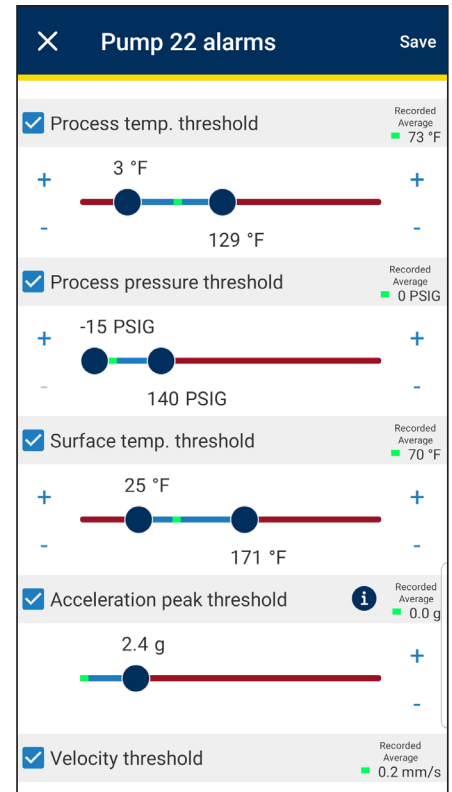 Pump 22 alarms
Save
Process temp. threshold
Recorded
Average
73 °F
+
3 °F
+
-
129 °F
-
Process pressure threshold
Recorded
Average
0 PSIG
+
-15 PSIG
+
-
140 PSIG
-
Surface temp. threshold
Recorded
Average
70 °F
+
25 °F
+
-
171 °F
-
Acceleration peak threshold
i
Recorded
Average
0.0 g
2.4 g
+
-
Velocity threshold
Recorded
Average
0.2 mm/s